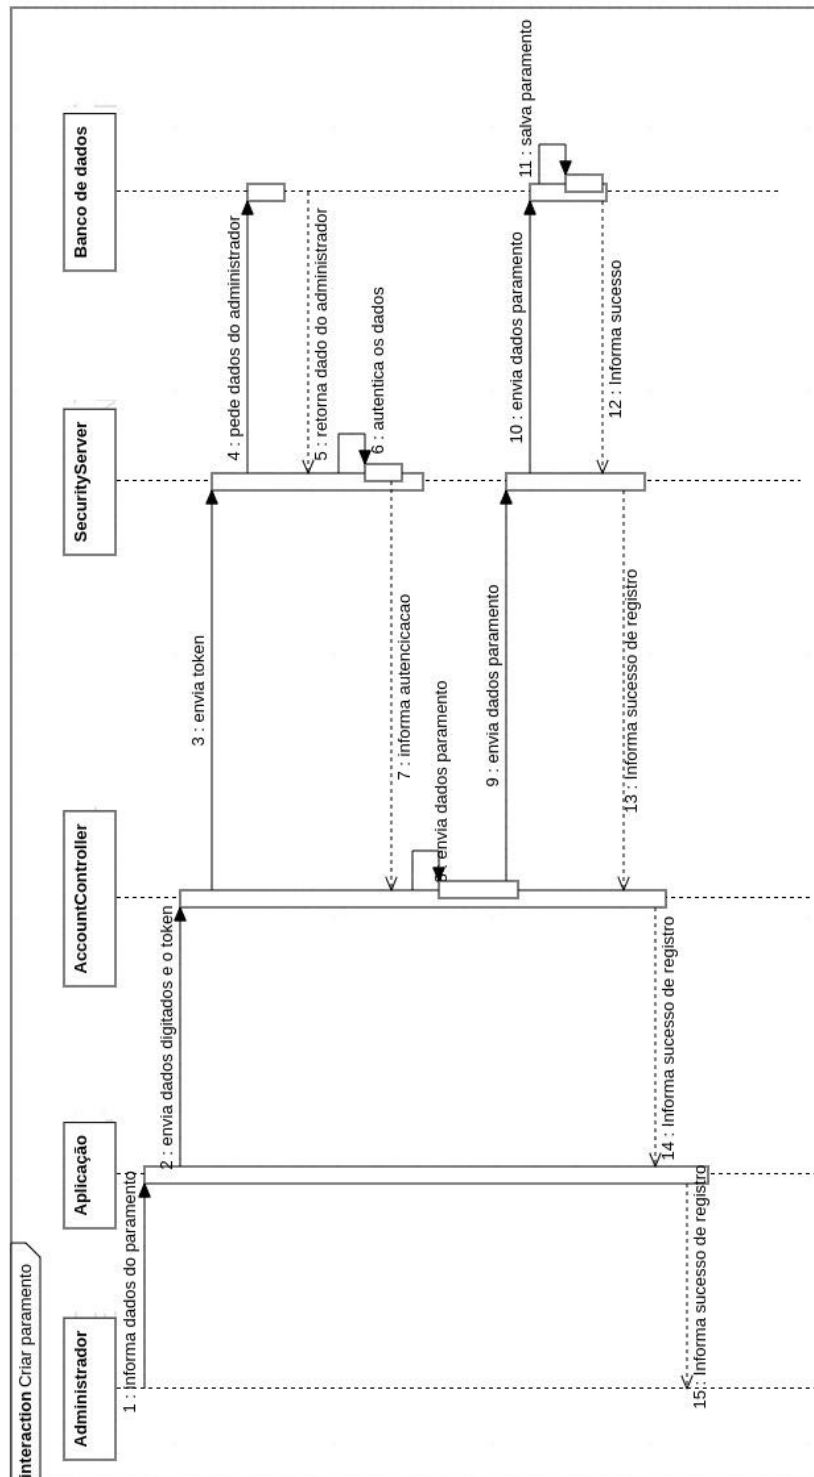 interaction Criar paramento
Administrador
Aplicação
AccountController
SecurityServer
Banco de dados
1 : Informa dados do paramento
2 : envia dados digitados e o token
3 : envia token
4 : pede dados do administrador
5 : retorna dado do administrador
6 : autentica os dados
7 : informa autencicacao
envia dados paramento
9 : envia dados paramento
10 : envia dados paramento
11 : salva paramento
12 : Informa sucesso
13 : Informa sucesso de registro
14 : Informa sucesso de registro
15 : Informa sucesso de registro